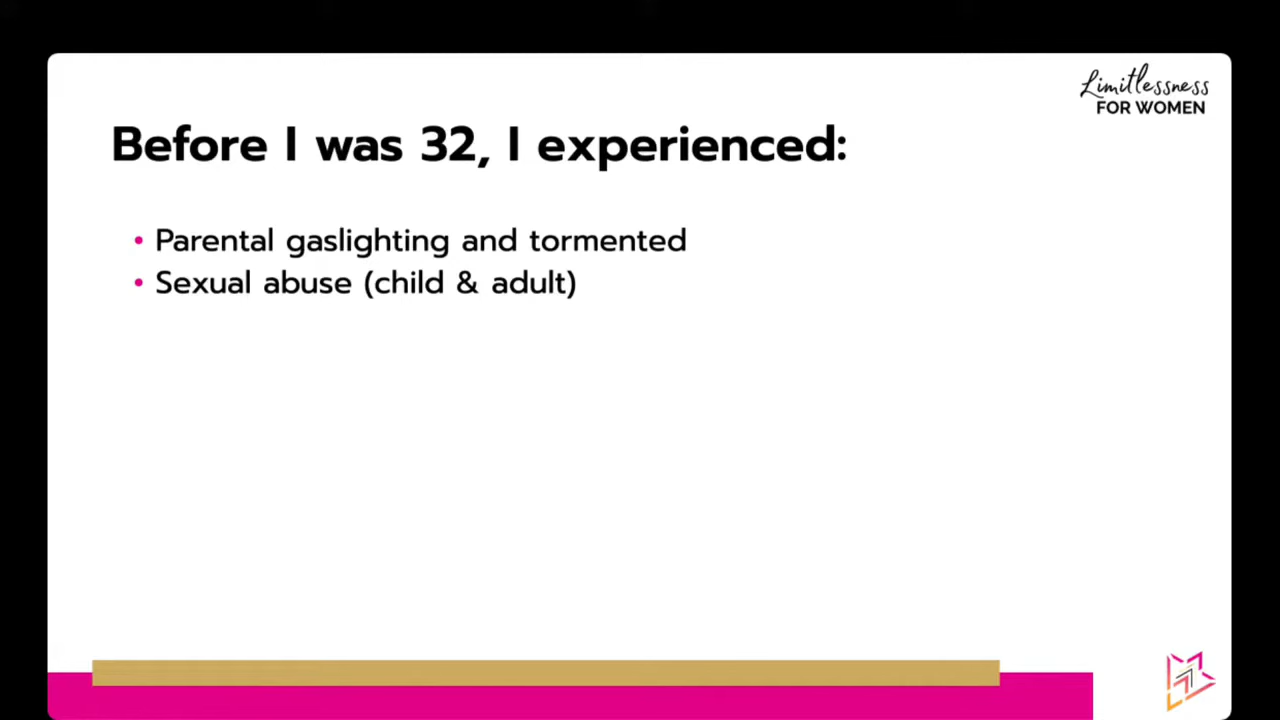 Limitlessness
FOR WOMEN
Before I was 32, I experienced:
• Parental gaslighting and tormented
• Sexual abuse (child & adult)